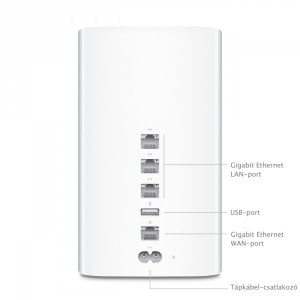 Gigabit Ethernet
LAN-port
USB-port
Gigabit Ethernet
WAN-port
Tápkábel-csatlakozó